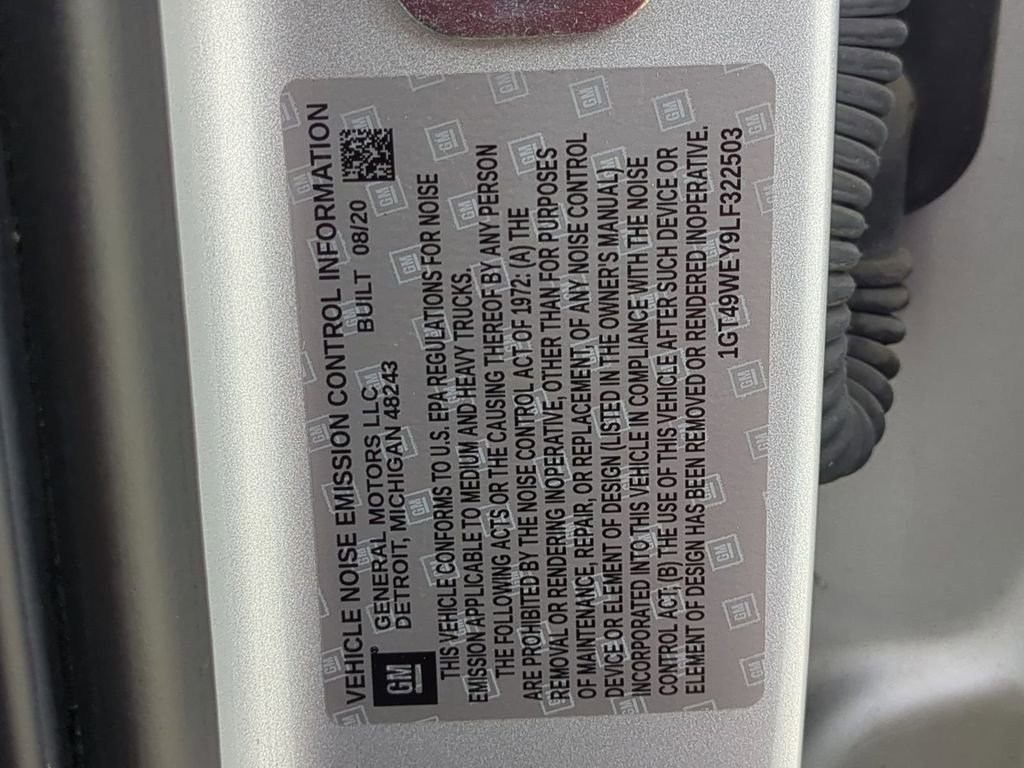 VEHICLE NOISE EMISSION CONTROL INFORMATION
GM
GENERAL MOTORS LLC
DETROIT, MICHIGAN 48243 BUILT 08/20
THIS VEHICLE CONFORMS TO U.S. EPA REGULATIONS FOR NOISE
EMISSION APPLICABLE TO MEDIUM AND HEAVY TRUCKS.
THE FOLLOWING ACTS OR THE CAUSING THEREOF BY ANY PERSON
ARE PROHIBITED BY THE NOISE CONTROL ACT OF 1972: (A) THE
REMOVAL OR RENDERING INOPERATIVE, OTHER THAN FOR PURPOSES
OF MAINTENANCE, REPAIR, OR REPLACEMENT, OF ANY NOISE CONTROL
DEVICE OR ELEMENT OF DESIGN (LISTED IN THE OWNER'S MANUAL)
INCORPORATED INTO THIS VEHICLE IN COMPLIANCE WITH THE NOISE
CONTROL ACT; (B) THE USE OF THIS VEHICLE AFTER SUCH DEVICE OR
ELEMENT OF DESIGN HAS BEEN REMOVED OR RENDERED INOPERATIVE.
1GT49WEY9LF322503